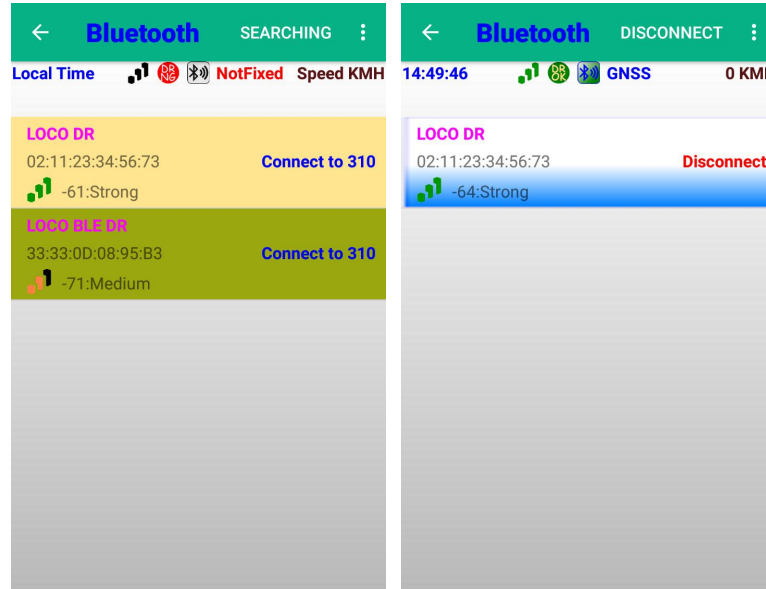 Bluetooth SEARCHING
Local Time NotFixed Speed KMH
LOCO DR
02:11:23:34:56:73 Connect to 310
-61:Strong
LOCO BLE DR
33:33:0D:08:95:B3 Connect to 310
-71:Medium
Bluetooth DISCONNECT
14:49:46 DR OK GNSS 0 KM
LOCO DR
02:11:23:34:56:73 Disconnect
-64:Strong